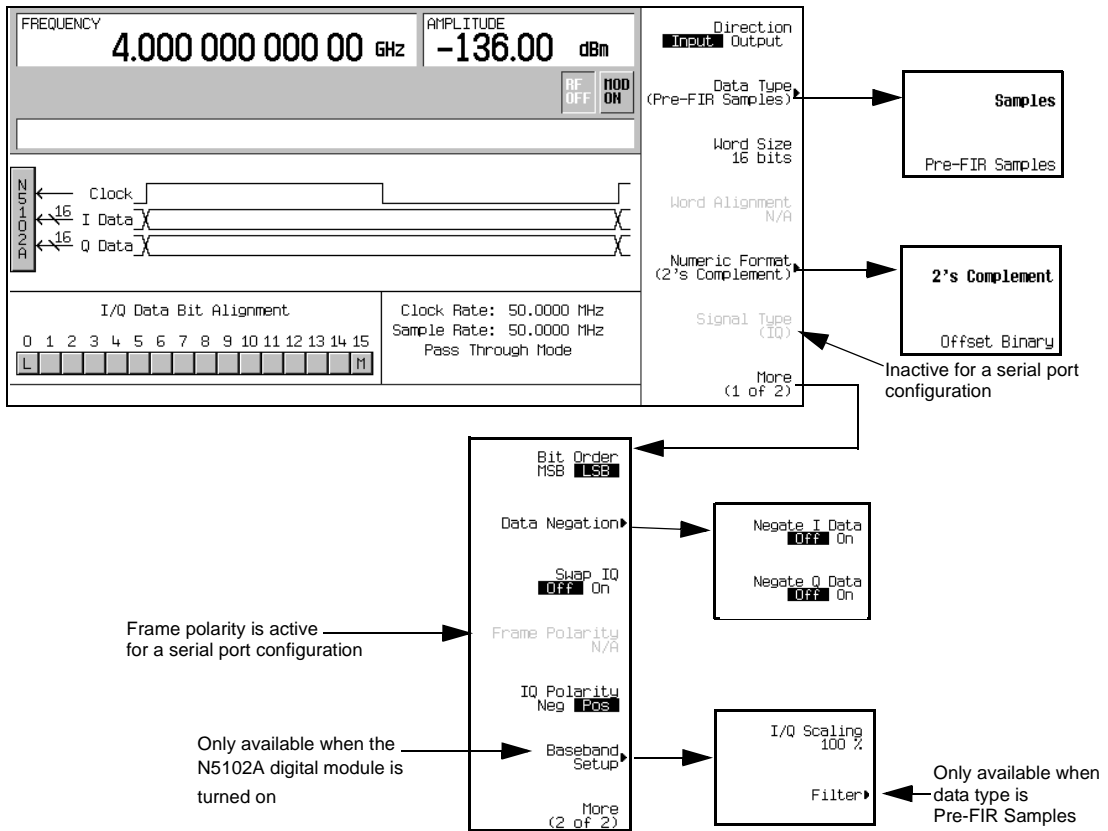 FREQUENCY
4.000 000 000 00 GHz
AMPLITUDE
-136.00 dBm
RF
OFF
MOD
ON
N5102A
Clock
16 I Data
16 Q Data
I/Q Data Bit Alignment
0 1 2 3 4 5 6 7 8 9 10 11 12 13 14 15
L M
Clock Rate: 50.0000 MHz
Sample Rate: 50.0000 MHz
Pass Through Mode
Direction
Input Output
Data Type
(Pre-FIR Samples)
Word Size
16 bits
Word Alignment
N/A
Numeric Format
(2's Complement)
Signal Type
(IQ)
More
(1 of 2)
Samples
Pre-FIR Samples
2's Complement
Offset Binary
Inactive for a serial port
configuration
Bit Order
MSB LSB
Data Negation
Swap IQ
Off On
Frame Polarity
N/A
IQ Polarity
Neg Pos
Baseband
Setup
More
(2 of 2)
Negate I Data
Off On
Negate Q Data
Off On
Frame polarity is active
for a serial port configuration
Only available when the
N5102A digital module is
turned on
I/Q Scaling
100 %
Filter
Only available when
data type is
Pre-FIR Samples